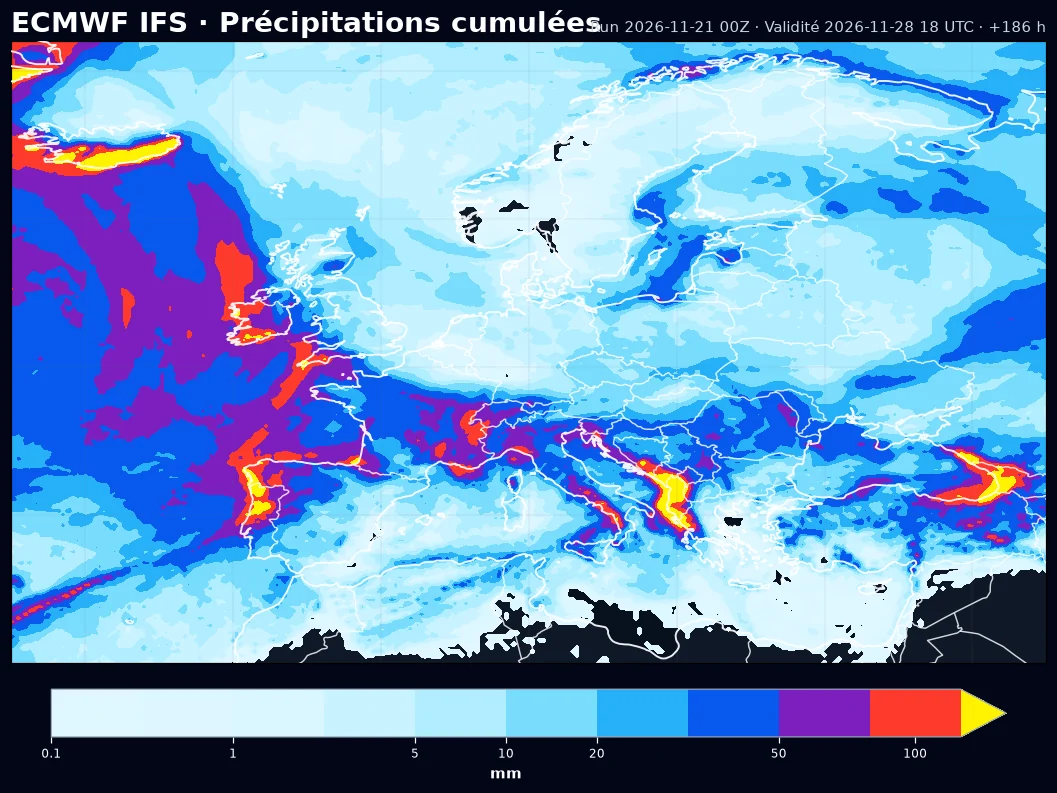 ECMWF IFS · Précipitations cumulées
Run 2026-11-21 00Z · Validité 2026-11-28 18 UTC · +186 h
0.1 1 5 10 20 50 100
mm